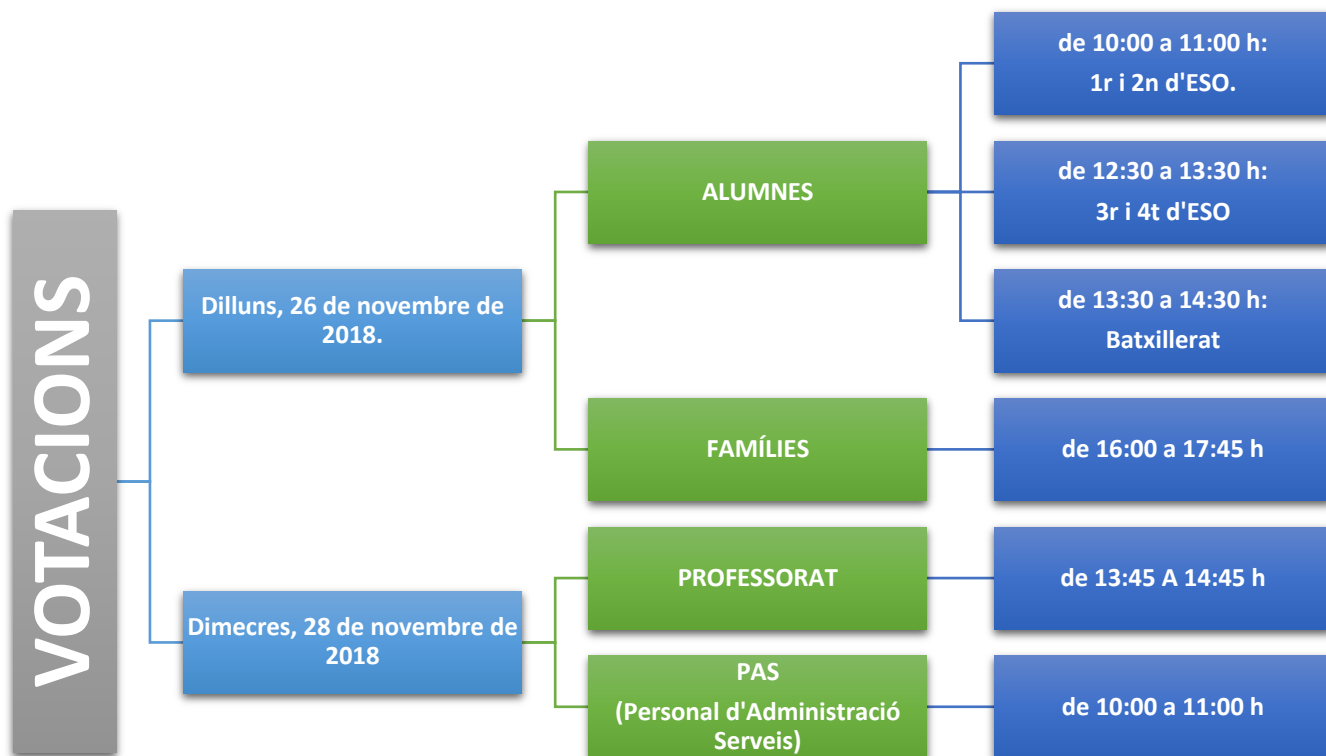 VOTACIONS
Dilluns, 26 de novembre de
2018.
ALUMNES
de 10:00 a 11:00 h:
1r i 2n d'ESO.
de 12:30 a 13:30 h:
3r i 4t d'ESO
de 13:30 a 14:30 h:
Batxillerat
FAMÍLIES
de 16:00 a 17:45 h
Dimecres, 28 de novembre de
2018
PROFESSORAT
de 13:45 A 14:45 h
PAS
(Personal d'Administració
Serveis)
de 10:00 a 11:00 h